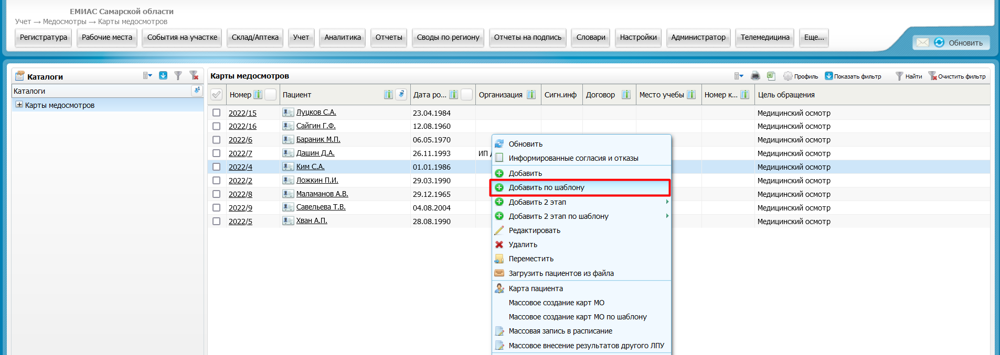 ЕМИАС Самарской области
Учет → Медосмотры → Карты медосмотров
Регистратура Рабочие места События на участке Склад/Аптека Учет Аналитика Отчеты Своды по региону Отчеты на подпись Словари Настройки Администратор Телемедицина Еще...
Обновить
Каталоги
Каталоги
Карты медосмотров
Карты медосмотров
Профиль Показать фильтр Найти Очистить фильтр
Номер Пациент Дата ро... Организация Сигн.инф Договор Место учебы Номер к... Цель обращения
2022/15 Луцков С.А. 23.04.1984 Медицинский осмотр
2022/16 Сайгин Г.Ф. 12.08.1960 Медицинский осмотр
2022/6 Бараник М.П. 06.05.1970 Медицинский осмотр
2022/7 Дашин Д.А. 26.11.1993 ИП Медицинский осмотр
2022/4 Ким С.А. 01.01.1986 Медицинский осмотр
2022/2 Ложкин П.И. 29.03.1990 Медицинский осмотр
2022/8 Маламанов А.В. 29.12.1965 Медицинский осмотр
2022/9 Савельева Т.В. 04.08.2004 Медицинский осмотр
2022/5 Хван А.П. 28.08.1990 Медицинский осмотр
Обновить
Информированные согласия и отказы
Добавить
Добавить по шаблону
Добавить 2 этап
Добавить 2 этап по шаблону
Редактировать
Удалить
Переместить
Загрузить пациентов из файла
Карта пациента
Массовое создание карт МО
Массовое создание карт МО по шаблону
Массовая запись в расписание
Массовое внесение результатов другого ЛПУ